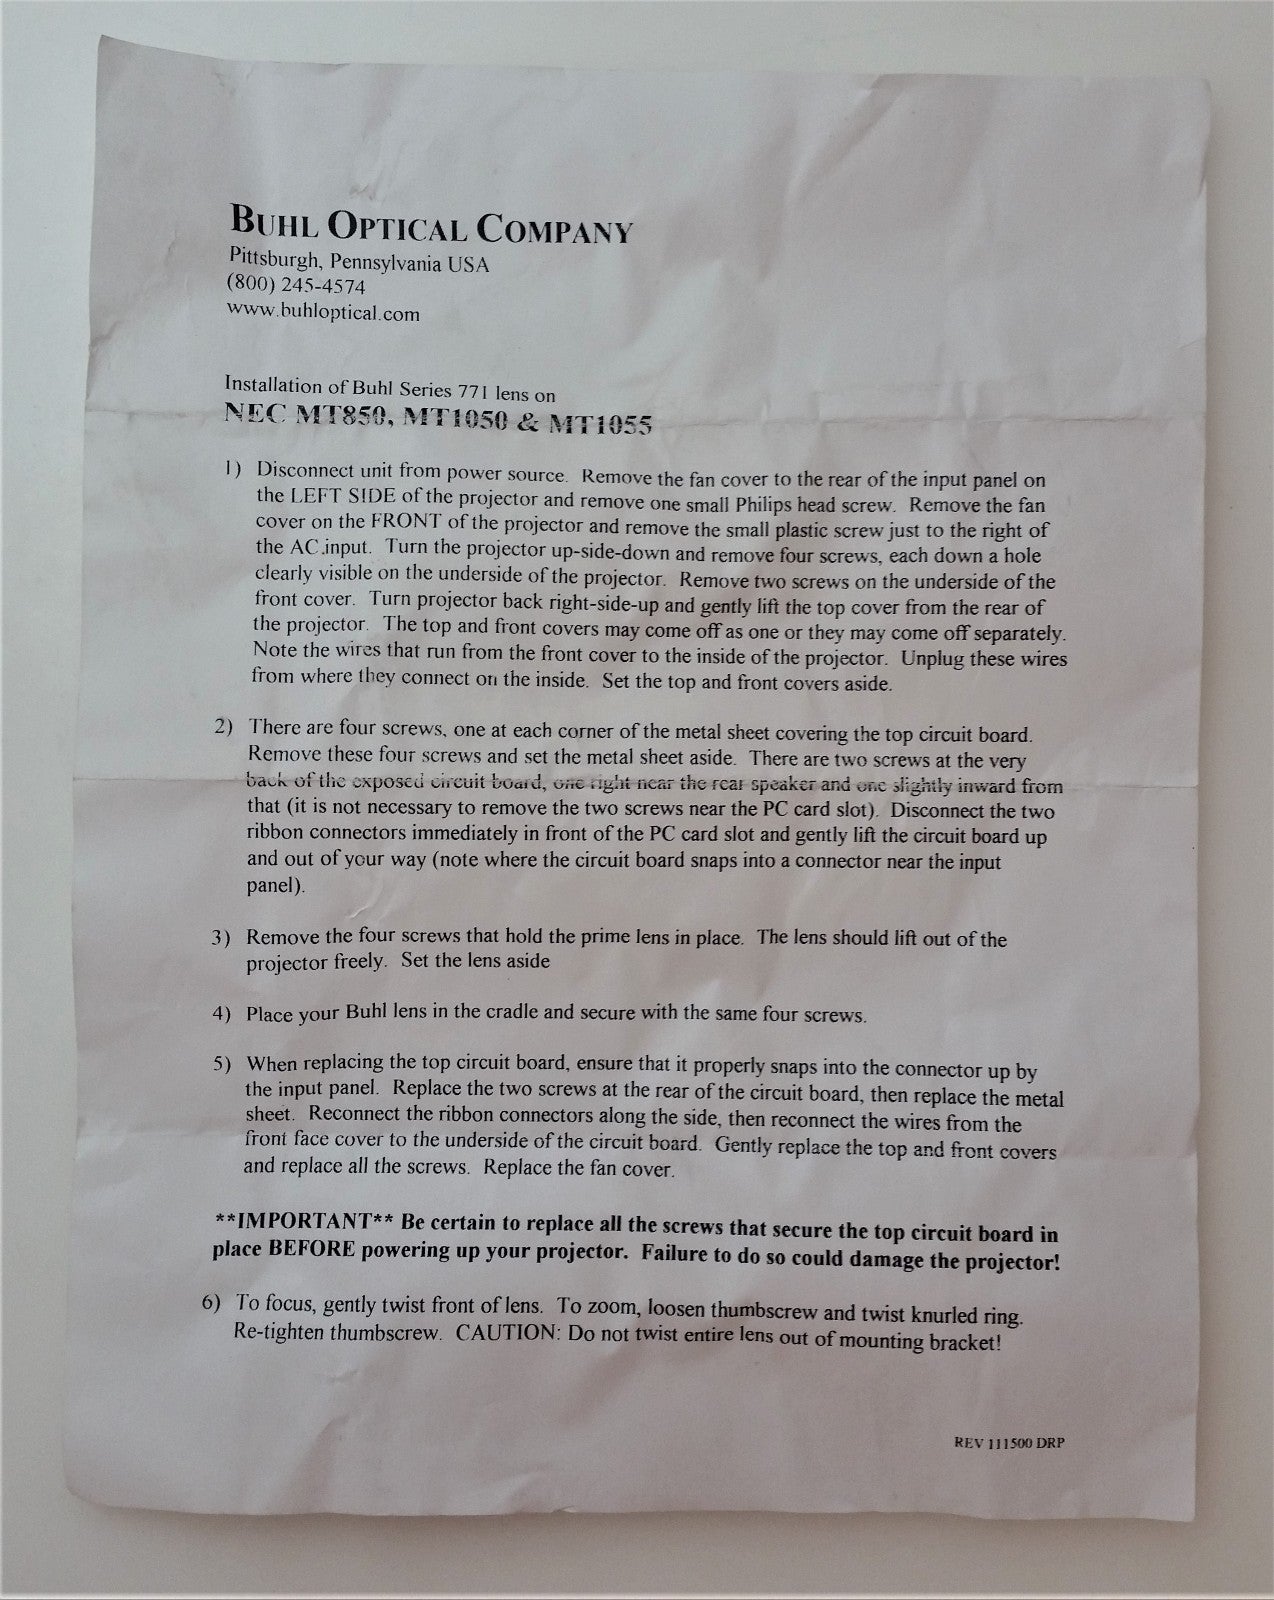 BUHL OPTICAL COMPANY
Pittsburgh, Pennsylvania USA
(800) 245-4574
www.buhloptical.com
Installation of Buhl Series 771 lens on
NEC MT850, MT1050 & MT1055
1) Disconnect unit from power source. Remove the fan cover to the rear of the input panel on
the LEFT SIDE of the projector and remove one small Philips head screw. Remove the fan
cover on the FRONT of the projector and remove the small plastic screw just to the right of
the AC input. Turn the projector up-side-down and remove four screws, each down a hole
clearly visible on the underside of the projector. Remove two screws on the underside of the
front cover. Turn projector back right-side-up and gently lift the top cover from the rear of
the projector. The top and front covers may come off as one or they may come off separately.
Note the wires that run from the front cover to the inside of the projector. Unplug these wires
from where they connect on the inside. Set the top and front covers aside.
2) There are four screws, one at each corner of the metal sheet covering the top circuit board.
Remove these four screws and set the metal sheet aside. There are two screws at the very
back of the exposed circuit board, one right near the rear speaker and one slightly inward from
that (it is not necessary to remove the two screws near the PC card slot). Disconnect the two
ribbon connectors immediately in front of the PC card slot and gently lift the circuit board up
and out of your way (note where the circuit board snaps into a connector near the input
panel).
3) Remove the four screws that hold the prime lens in place. The lens should lift out of the
projector freely. Set the lens aside
4) Place your Buhl lens in the cradle and secure with the same four screws.
5) When replacing the top circuit board, ensure that it properly snaps into the connector up by
the input panel. Replace the two screws at the rear of the circuit board, then replace the metal
sheet. Reconnect the ribbon connectors along the side, then reconnect the wires from the
front face cover to the underside of the circuit board. Gently replace the top and front covers
and replace all the screws. Replace the fan cover.
**IMPORTANT** Be certain to replace all the screws that secure the top circuit board in
place BEFORE powering up your projector. Failure to do so could damage the projector!
6) To focus, gently twist front of lens. To zoom, loosen thumbscrew and twist knurled ring.
Re-tighten thumbscrew. CAUTION: Do not twist entire lens out of mounting bracket!
REV 111500 DRP